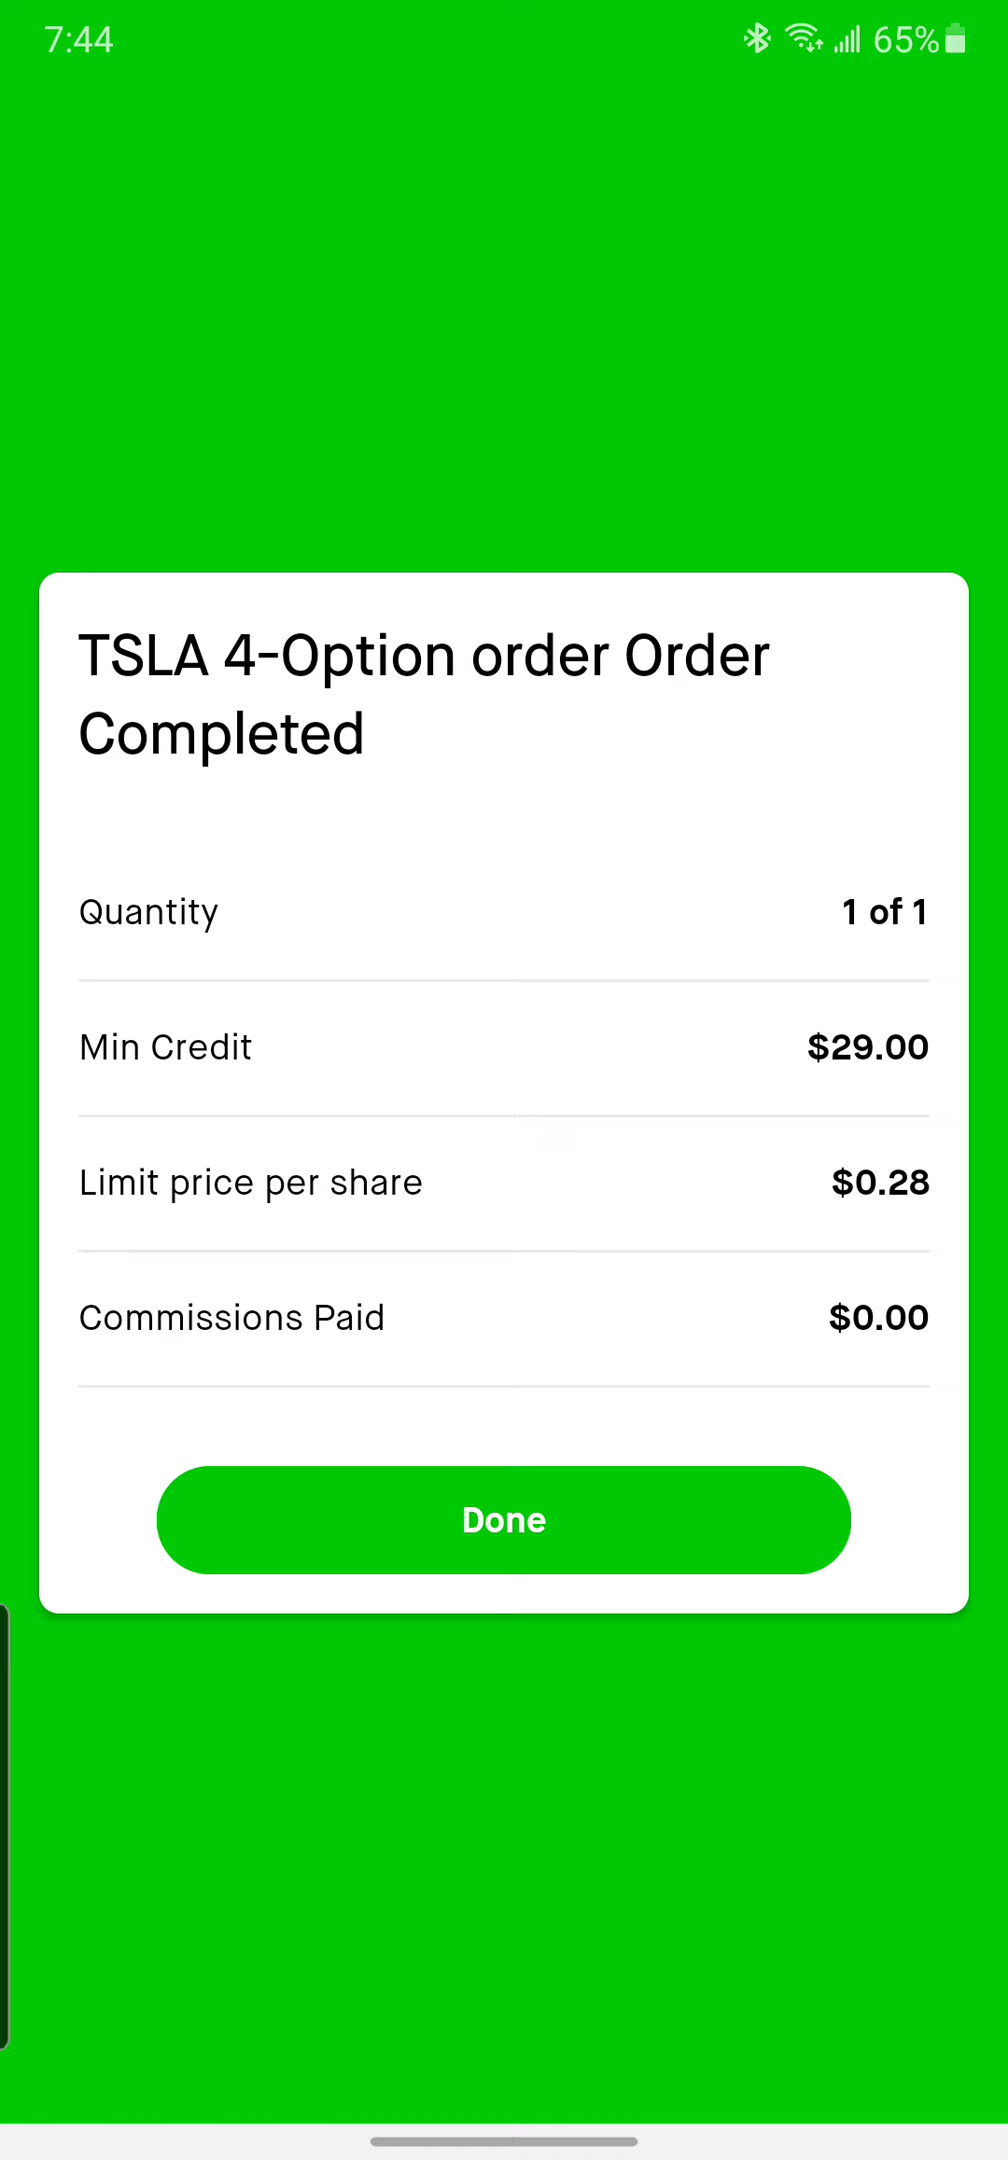 7:44
65%
TSLA 4-Option order Order
Completed
Quantity
1 of 1
Min Credit
$29.00
Limit price per share
$0.28
Commissions Paid
$0.00
Done